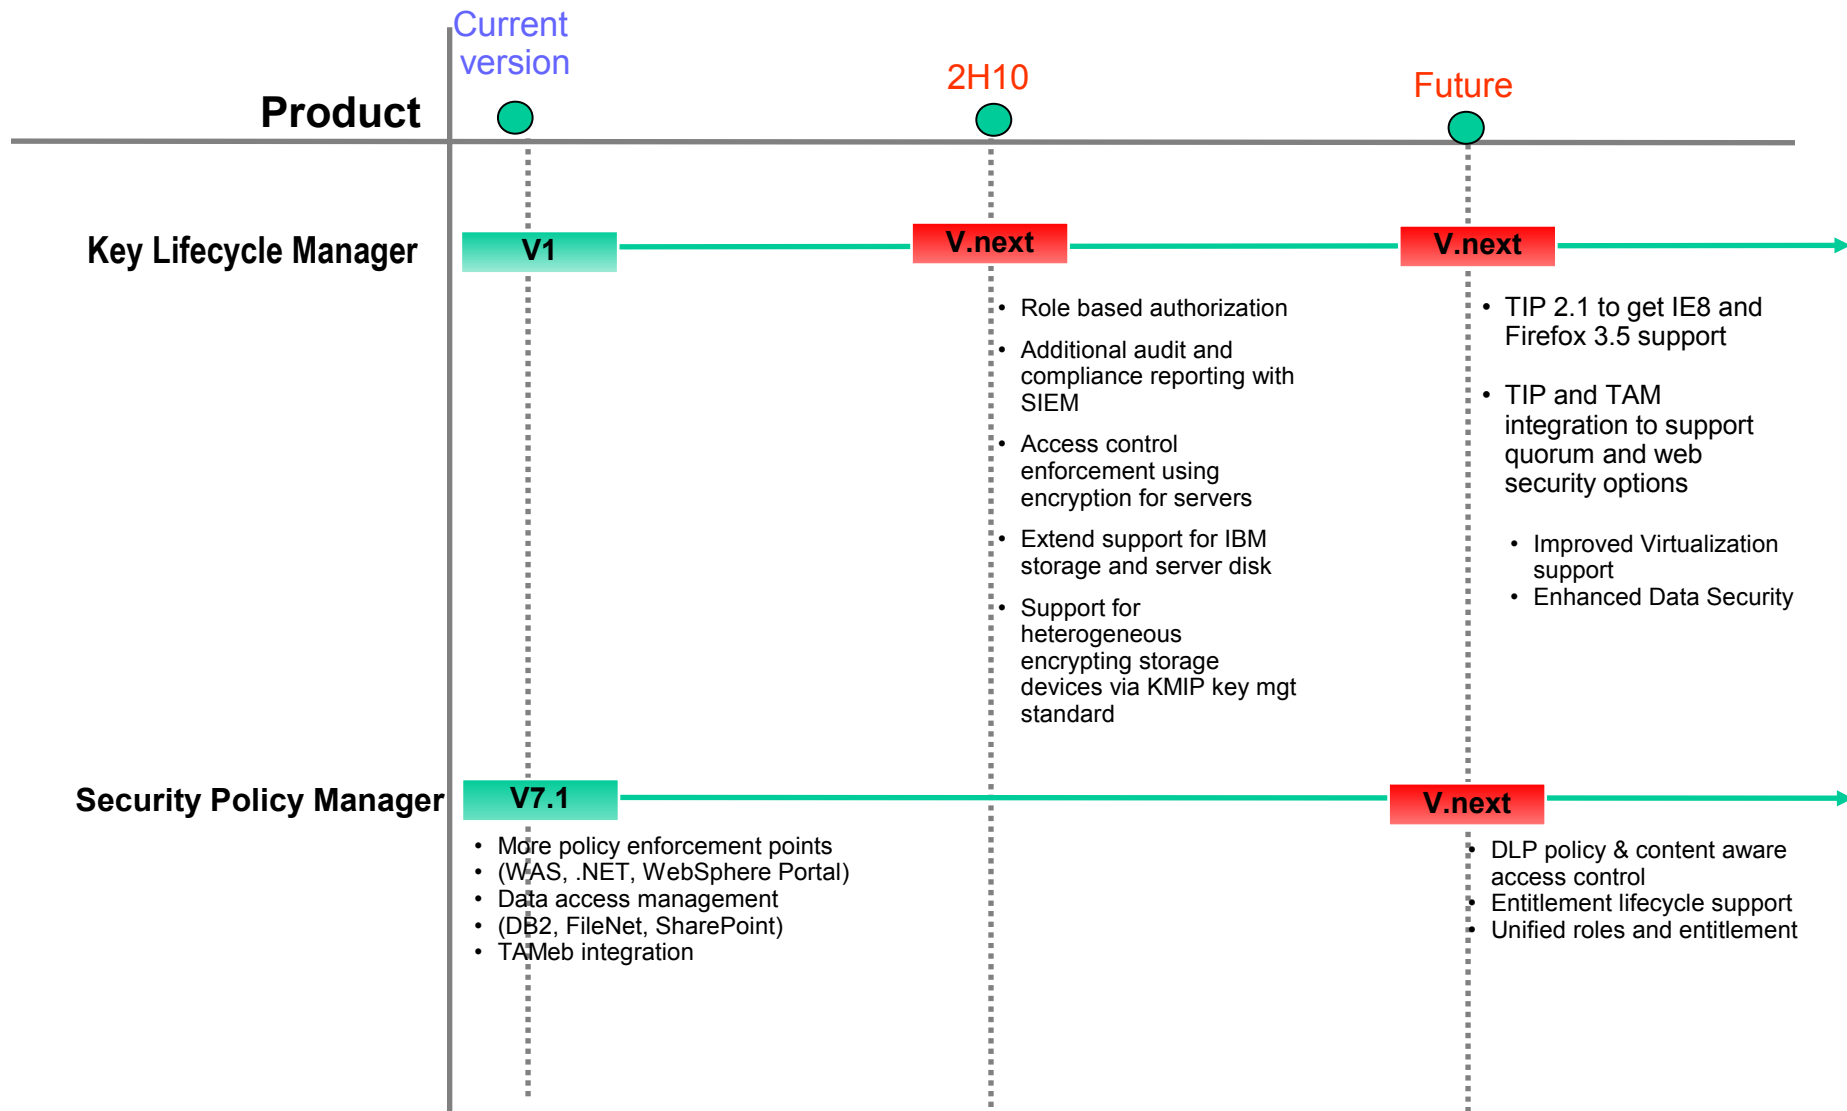 Current
version
2H10
Future
Product
Key Lifecycle Manager
V1
V.next
V.next
• Role based authorization
• Additional audit and
compliance reporting with
SIEM
• Access control
enforcement using
encryption for servers
• Extend support for IBM
storage and server disk
• Support for
heterogeneous
encrypting storage
devices via KMIP key mgt
standard
• TIP 2.1 to get IE8 and
Firefox 3.5 support
• TIP and TAM
integration to support
quorum and web
security options
• Improved Virtualization
support
• Enhanced Data Security
Security Policy Manager
V7.1
V.next
• More policy enforcement points
• (WAS, .NET, WebSphere Portal)
• Data access management
• (DB2, FileNet, SharePoint)
• TAMeb integration
• DLP policy & content aware
access control
• Entitlement lifecycle support
• Unified roles and entitlement